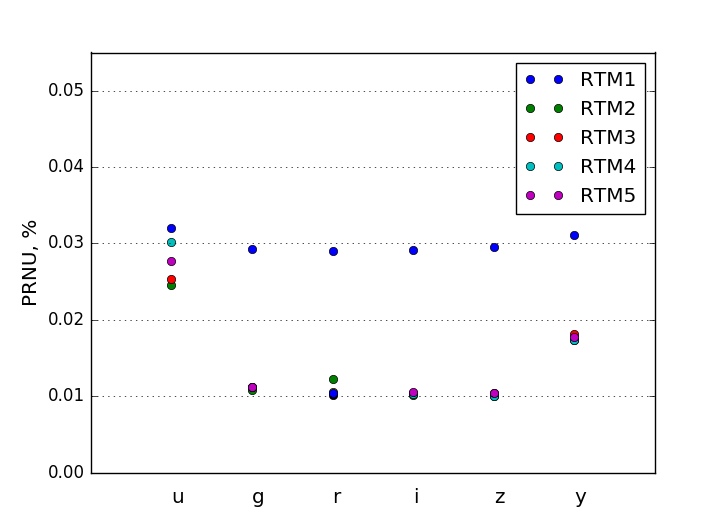 0.05
0.04
0.03
0.02
0.01
0.00
PRNU, %
u g r i z y
RTM1
RTM2
RTM3
RTM4
RTM5